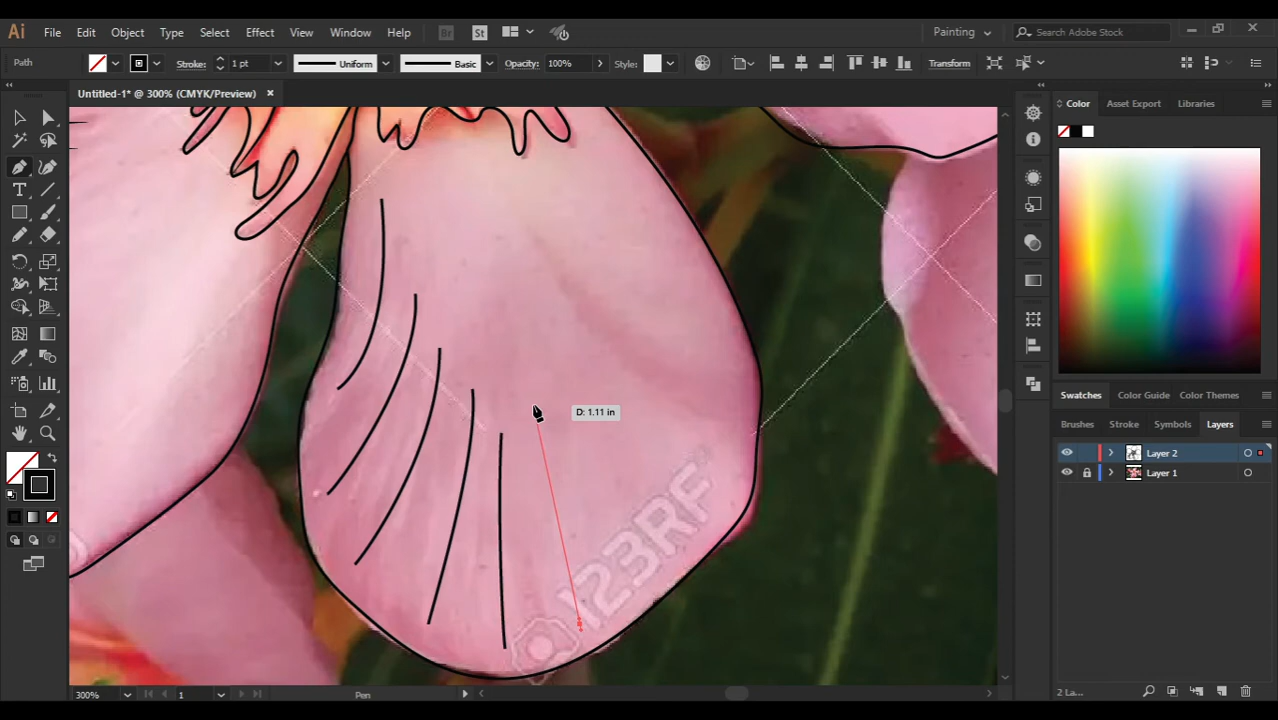 Ai File Edit Object Type Select Effect View Window Help Br St Painting Search Adobe Stock
Path Stroke: 1 pt Uniform Basic Opacity: 100% Style: Transform
Untitled-1* @ 300% (CMYK/Preview) ×
Color Asset Export Libraries
D: 1.11 in
Swatches Color Guide Color Themes
Brushes Stroke Symbols Layers
Layer 2
Layer 1
123RF
300% 1 Pen 2 La...